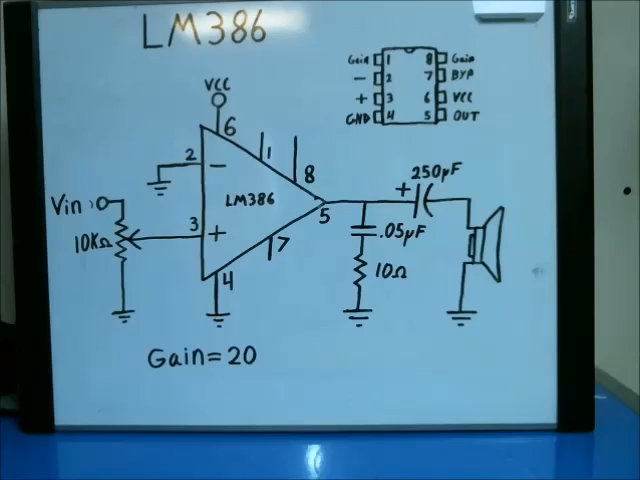 LM386
Gain 1 8 Gain
− 2 7 BYP
+ 3 6 VCC
GND 4 5 OUT
VCC
6
2 − 1
8
LM386
250µF
+
Vin
10KΩ
3 +
5
.05µF
7
10Ω
4
Gain=20